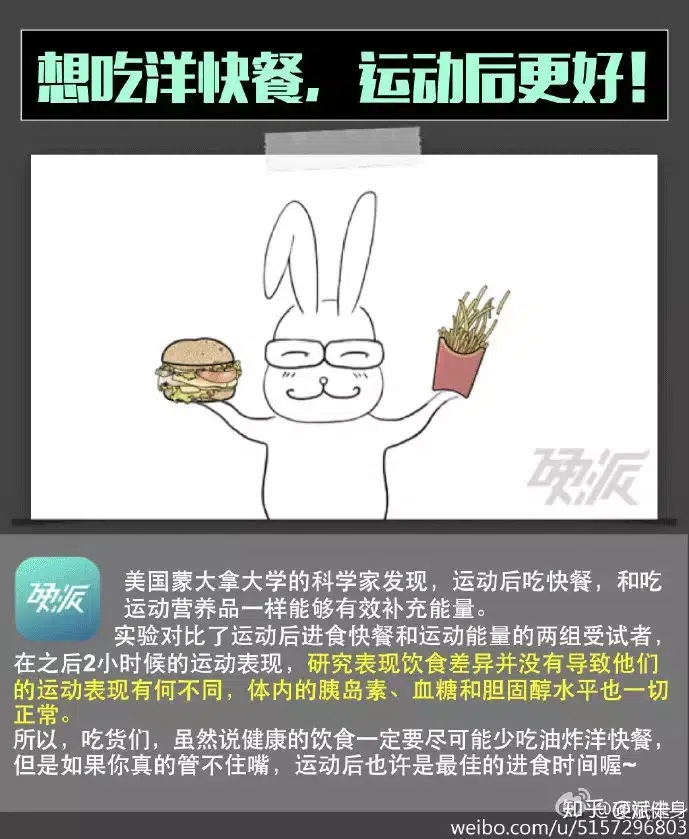 想吃洋快餐，运动后更好！
硬派
硬派
美国蒙大拿大学的科学家发现，运动后吃快餐，和吃
运动营养品一样能够有效补充能量。
实验对比了运动后进食快餐和运动能量的两组受试者，
在之后2小时候的运动表现，研究表现饮食差异并没有导致他们
的运动表现有何不同，体内的胰岛素、血糖和胆固醇水平也一切
正常。
所以，吃货们，虽然说健康的饮食一定要尽可能少吃油炸洋快餐，
但是如果你真的管不住嘴，运动后也许是最佳的进食时间喔~
知乎 @硬派健身
weibo.com/u/5157296803